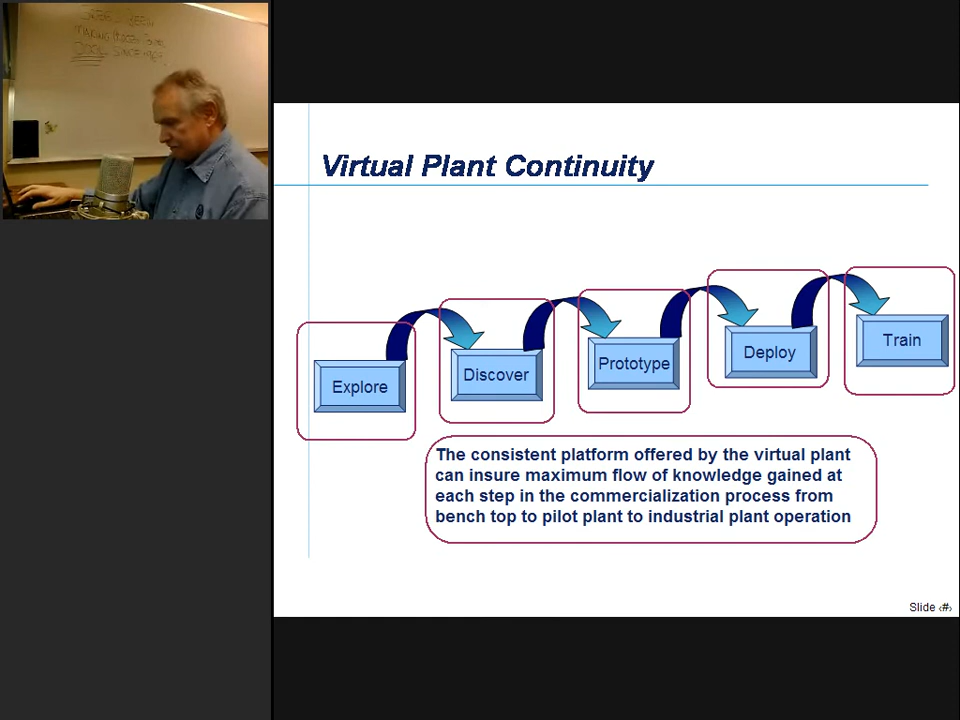 SINCE 1969
Virtual Plant Continuity
Explore
Discover
Prototype
Deploy
Train
The consistent platform offered by the virtual plant
can insure maximum flow of knowledge gained at
each step in the commercialization process from
bench top to pilot plant to industrial plant operation
Slide ‹#›